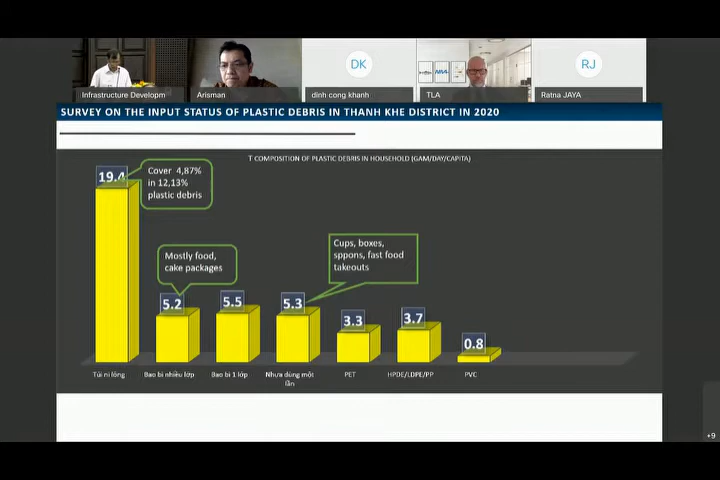 DK
RJ
Infrastructure Developm
Arisman
dinh cong khanh
TLA
Ratna JAYA
SURVEY ON THE INPUT STATUS OF PLASTIC DEBRIS IN THANH KHE DISTRICT IN 2020
T COMPOSITION OF PLASTIC DEBRIS IN HOUSEHOLD (GAM/DAY/CAPITA)
19.4
Cover 4,87%
in 12,13%
plastic debris
Mostly food,
cake packages
Cups, boxes,
sppons, fast food
takeouts
5.2
5.5
5.3
3.3
3.7
0.8
Túi ni lông
Bao bì nhiều lớp
Bao bì 1 lớp
Nhựa dùng một
lần
PET
HPDE/LDPE/PP
PVC
+9